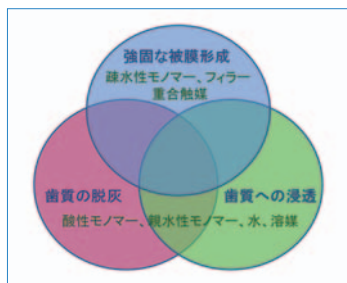 強固な被膜形成
疎水性モノマー、フィラー
重合触媒
歯質の脱灰
歯質への浸透
酸性モノマー、親水性モノマー、水、溶媒